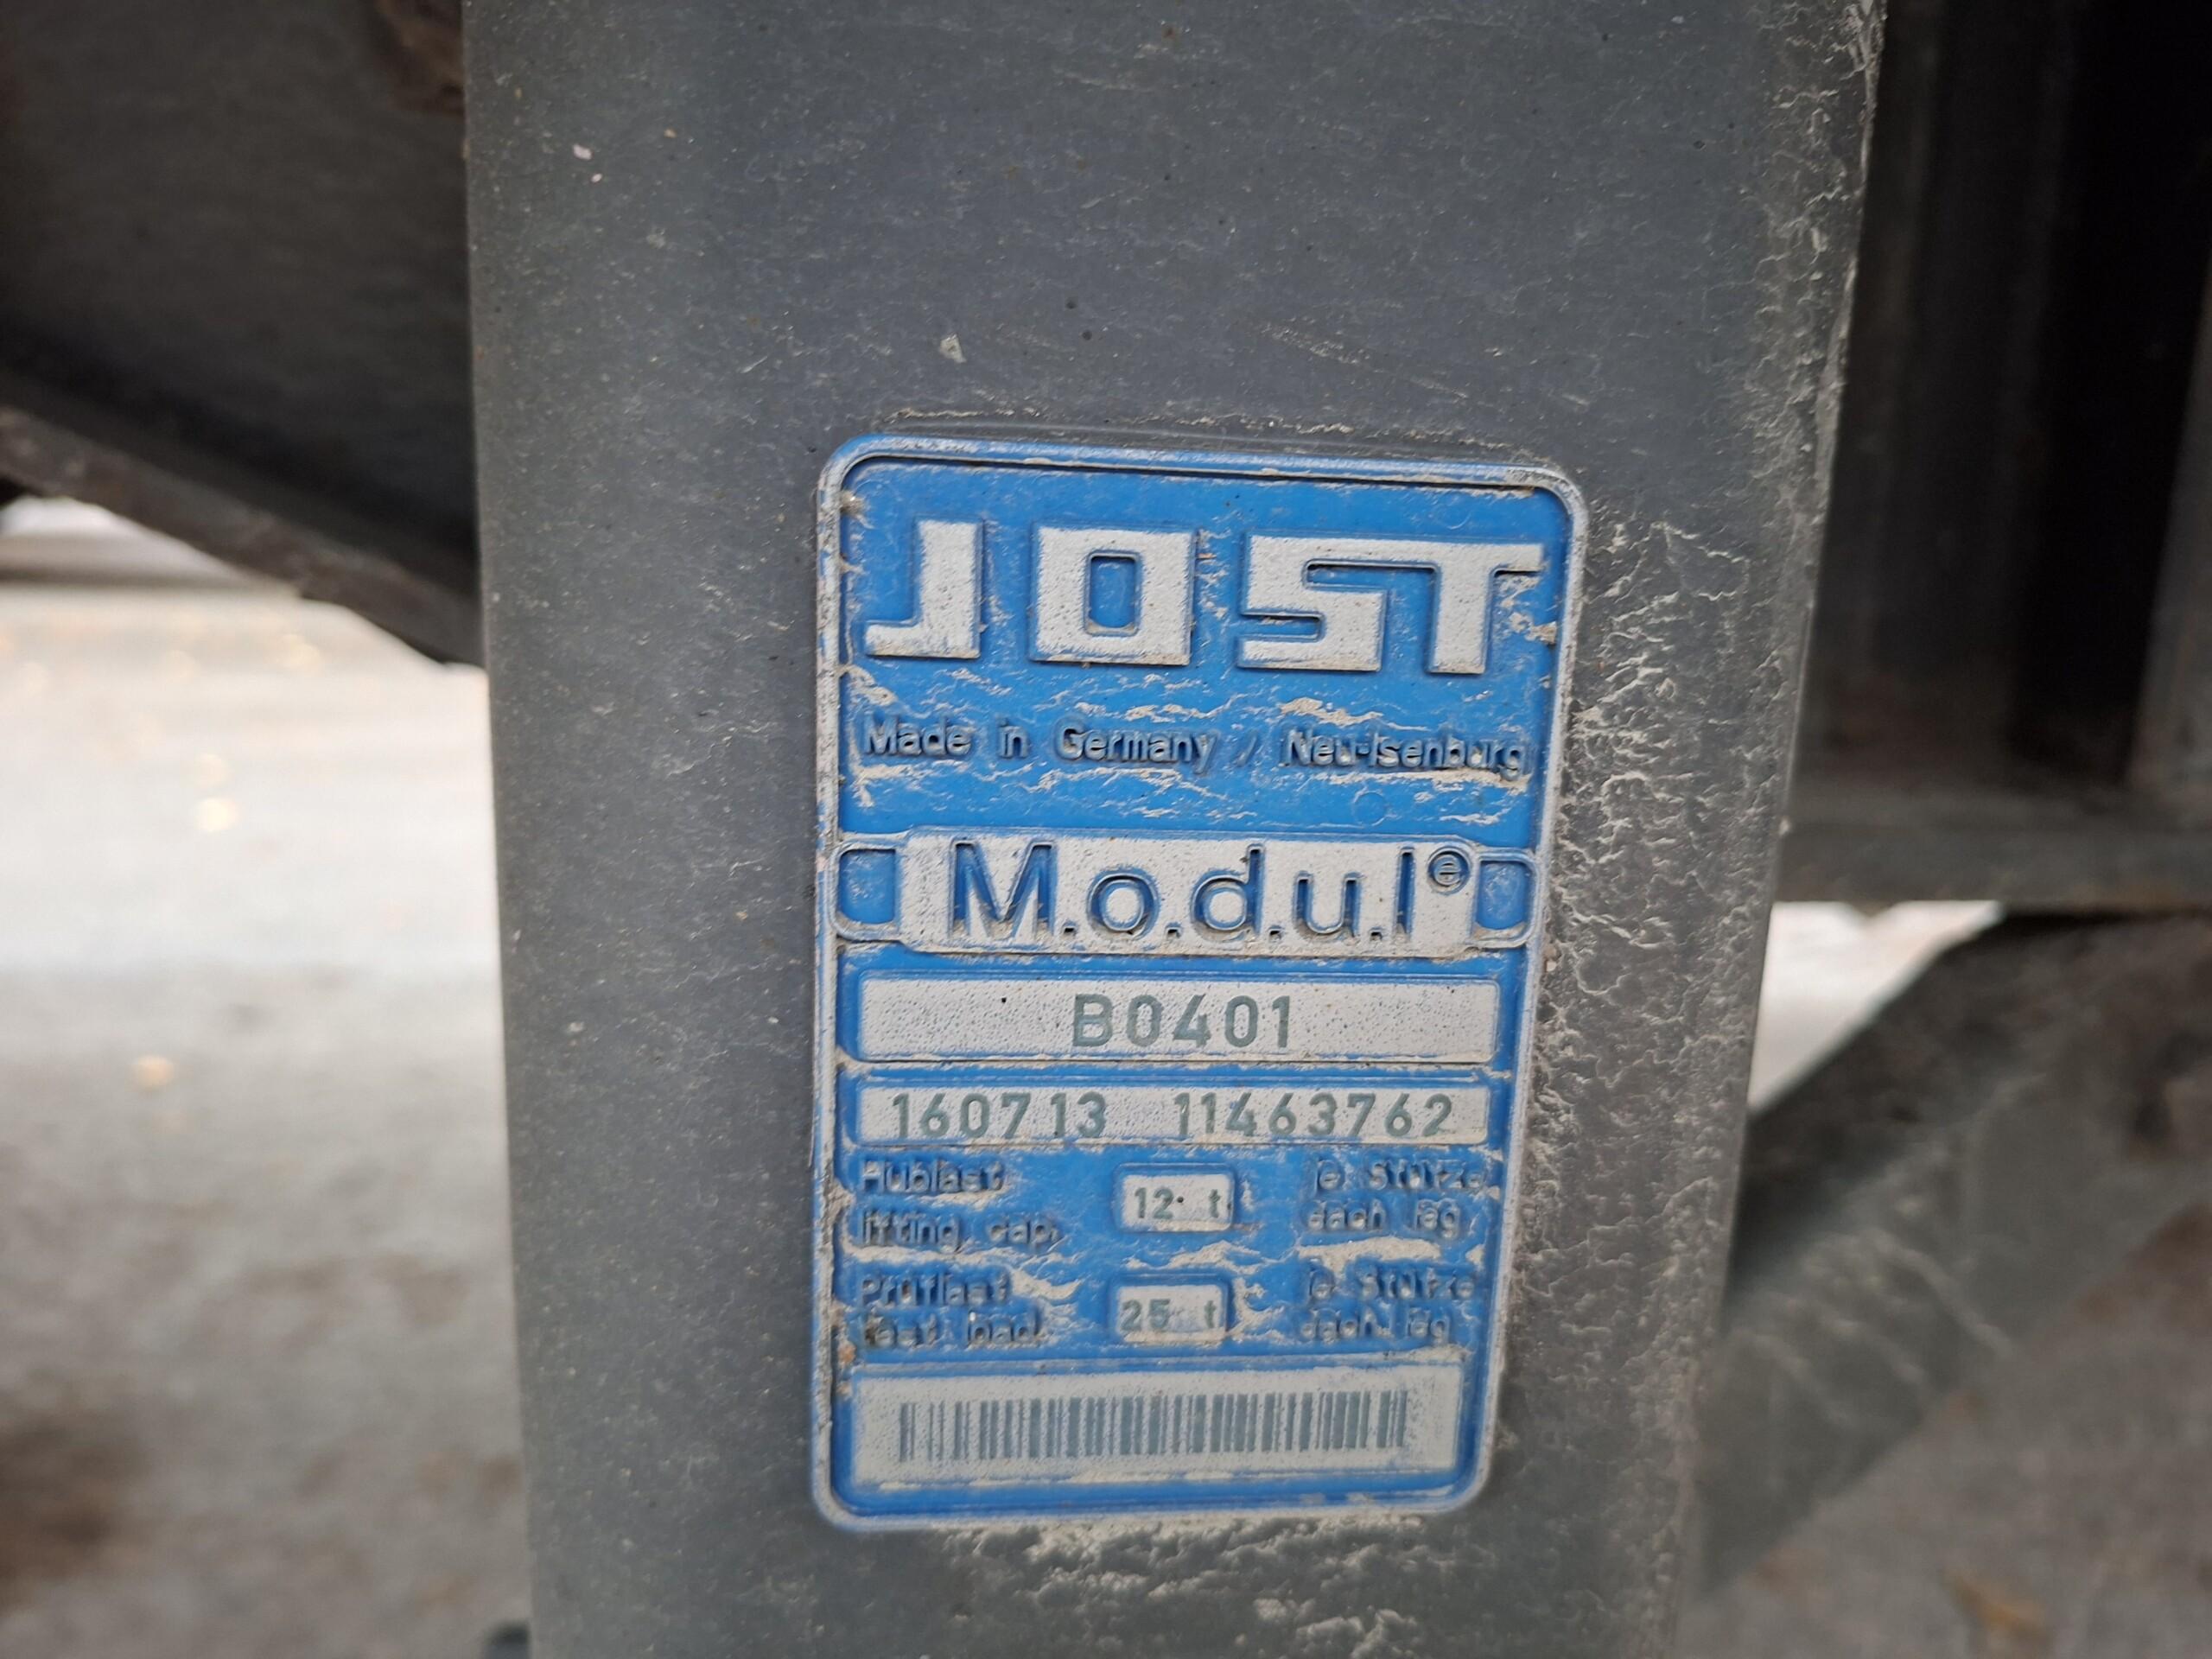 JOST
Made in Germany / Neu-Isenburg
M.o.d.u.l®
B0401
160713 11463762
Hublast 12 t je Stütze
lifting cap. each leg
Prüflast 25 t je Stütze
test load each leg